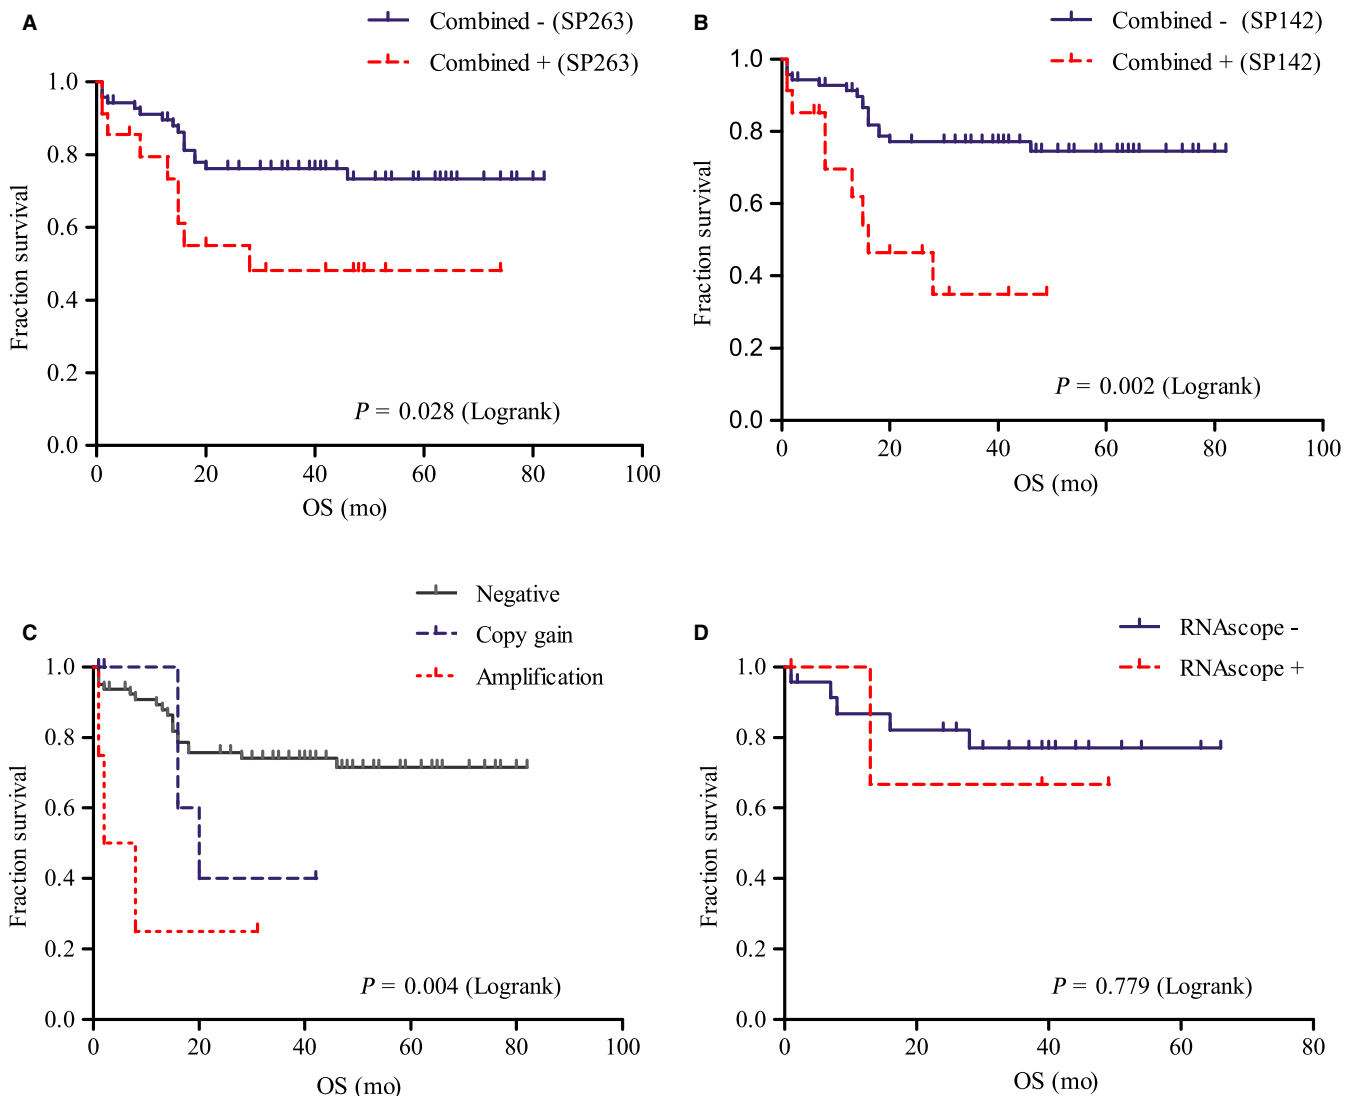 A
Combined - (SP263)
Combined + (SP263)
1.0
0.8
0.6
0.4
0.2
0.0
Fraction survival
P = 0.028 (Logrank)
0 20 40 60 80 100
OS (mo)
B
Combined - (SP142)
Combined + (SP142)
1.0
0.8
0.6
0.4
0.2
0.0
Fraction survival
P = 0.002 (Logrank)
0 20 40 60 80 100
OS (mo)
C
Negative
Copy gain
Amplification
1.0
0.8
0.6
0.4
0.2
0.0
Fraction survival
P = 0.004 (Logrank)
0 20 40 60 80 100
OS (mo)
D
RNAscope -
RNAscope +
1.0
0.8
0.6
0.4
0.2
0.0
Fraction survival
P = 0.779 (Logrank)
0 20 40 60 80
OS (mo)